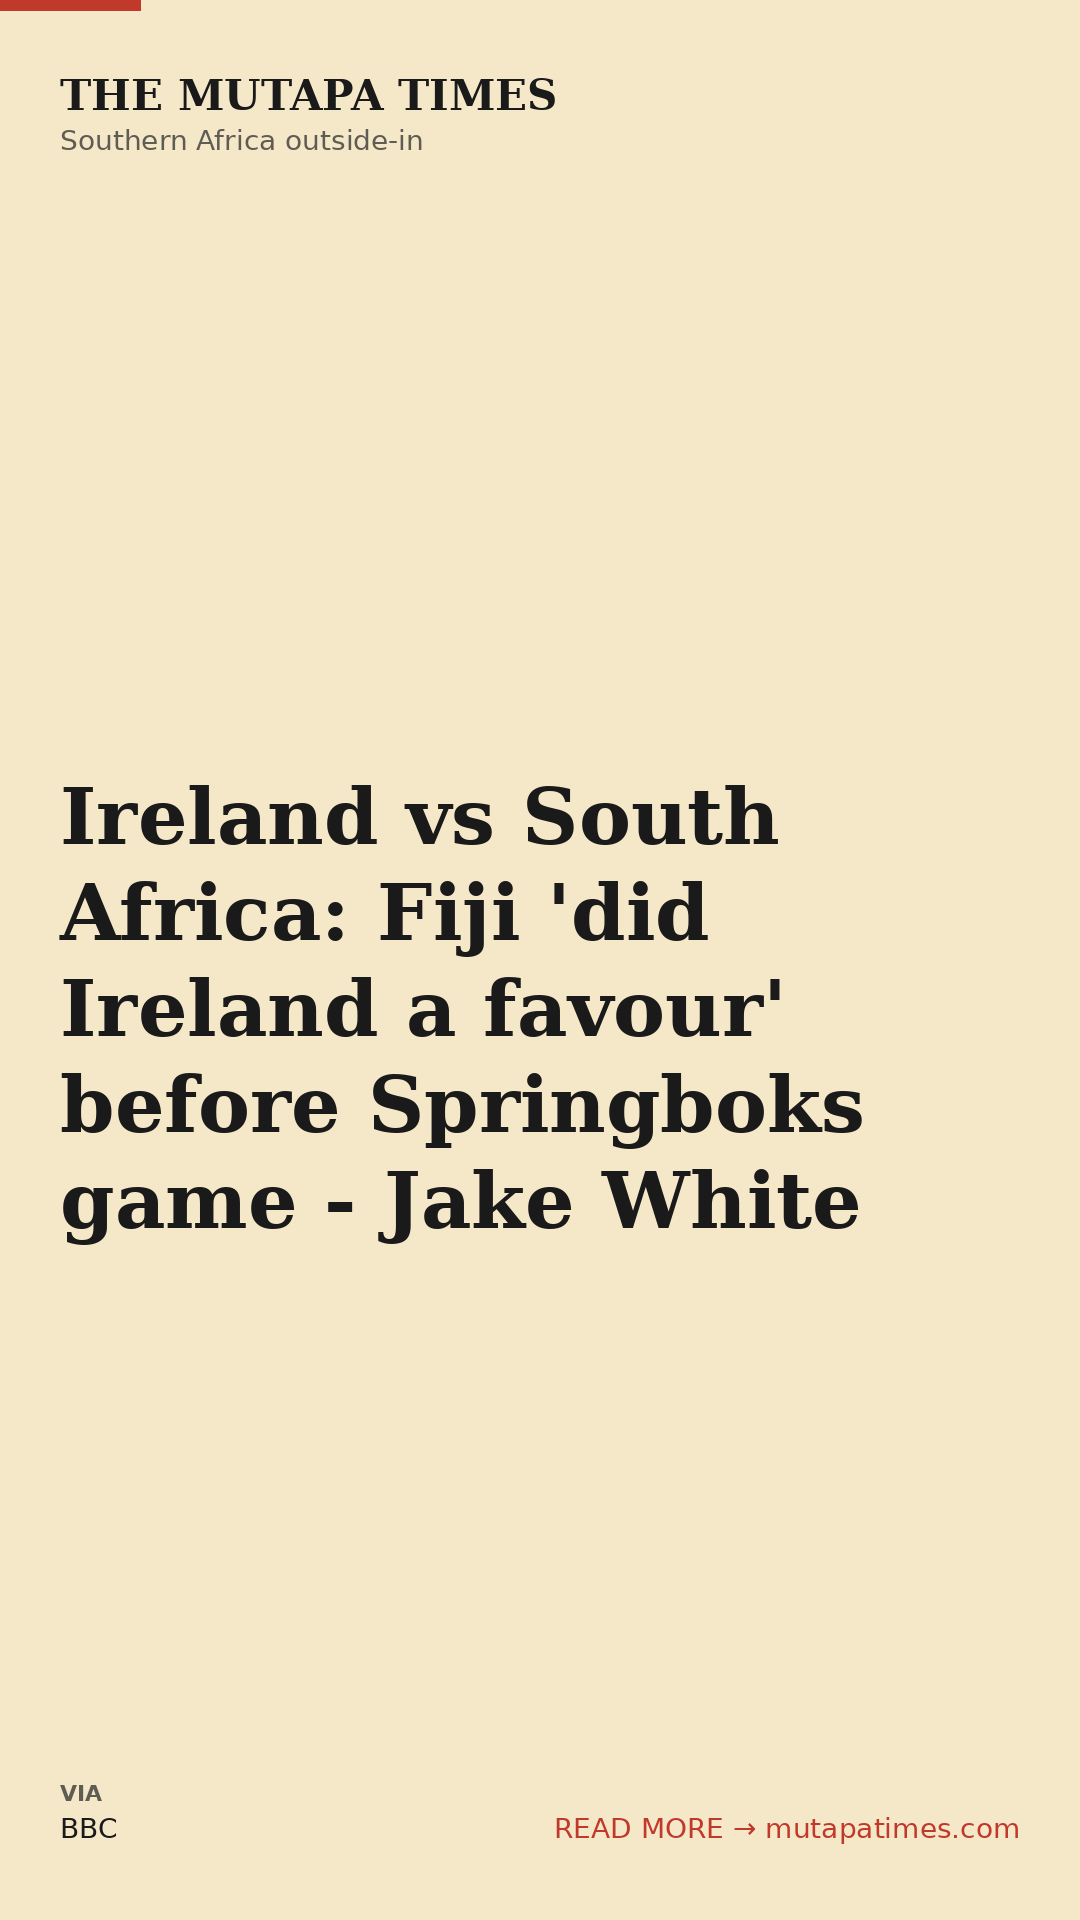 THE MUTAPA TIMES
Southern Africa outside-in
Ireland vs South
Africa: Fiji 'did
Ireland a favour'
before Springboks
game - Jake White
VIA
BBC
READ MORE → mutapatimes.com